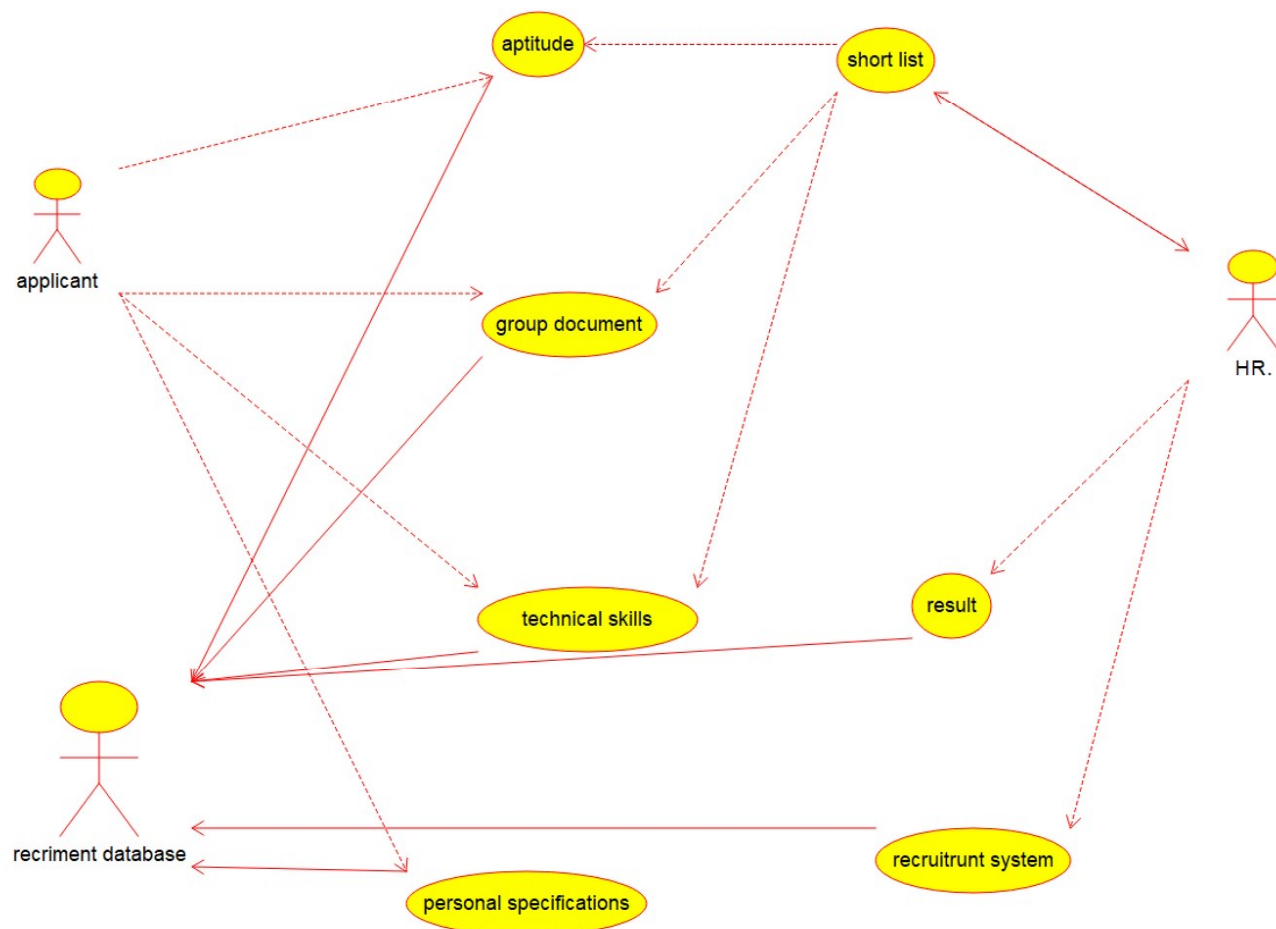 aptitude
short list
applicant
group document
HR.
technical skills
result
recriment database
recruitrunt system
personal specifications